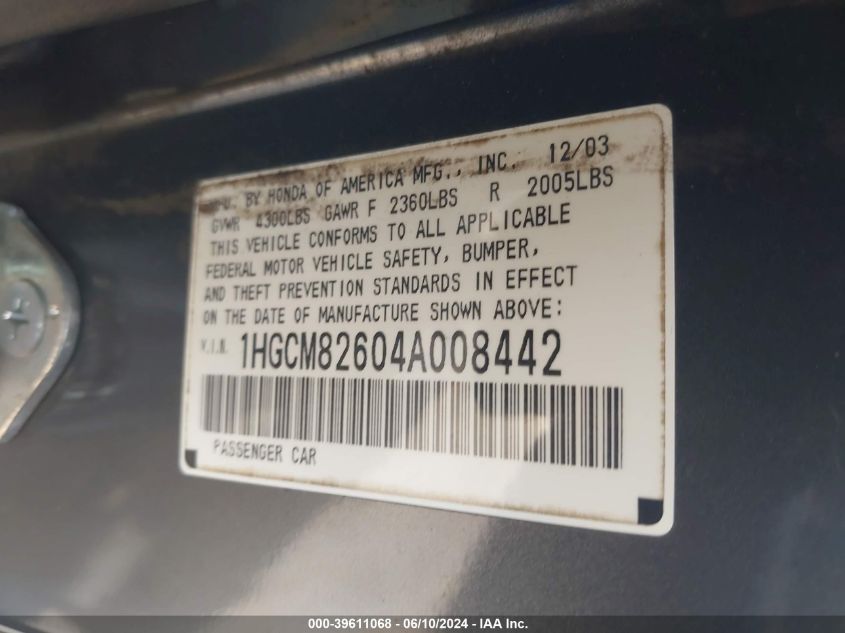 MFD. BY HONDA OF AMERICA MFG., INC. 12/03
GVWR 4300LBS GAWR F 2360LBS R 2005LBS
THIS VEHICLE CONFORMS TO ALL APPLICABLE
FEDERAL MOTOR VEHICLE SAFETY, BUMPER,
AND THEFT PREVENTION STANDARDS IN EFFECT
ON THE DATE OF MANUFACTURE SHOWN ABOVE:
V.I.N. 1HGCM82604A008442
PASSENGER CAR
000-39611068 - 06/10/2024 - IAA Inc.